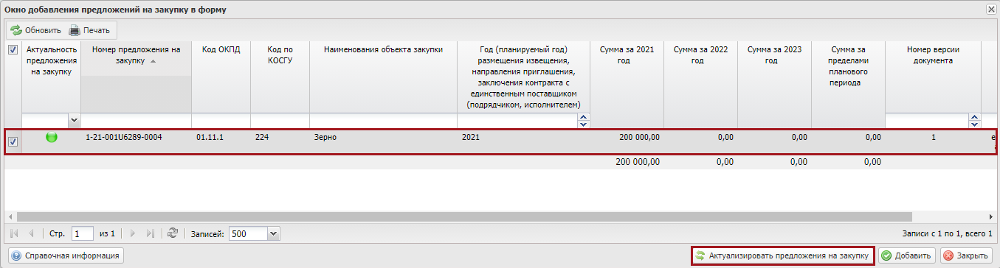 Окно добавления предложений на закупку в форму
Обновить Печать
Актуальность предложения на закупку
Номер предложения на закупку
Код ОКПД
Код по КОСГУ
Наименования объекта закупки
Год (планируемый год) размещения извещения, направления приглашения, заключения контракта с единственным поставщиком (подрядчиком, исполнителем)
Сумма за 2021 год
Сумма за 2022 год
Сумма за 2023 год
Сумма за пределами планового периода
Номер версии документа
1-21-001U6289-0004 01.11.1 224 Зерно 2021 200 000,00 0,00 0,00 0,00 1
200 000,00 0,00 0,00 0,00
Стр. 1 из 1 Записей: 500 Записи с 1 по 1, всего 1
Справочная информация Актуализировать предложения на закупку Добавить Закрыть